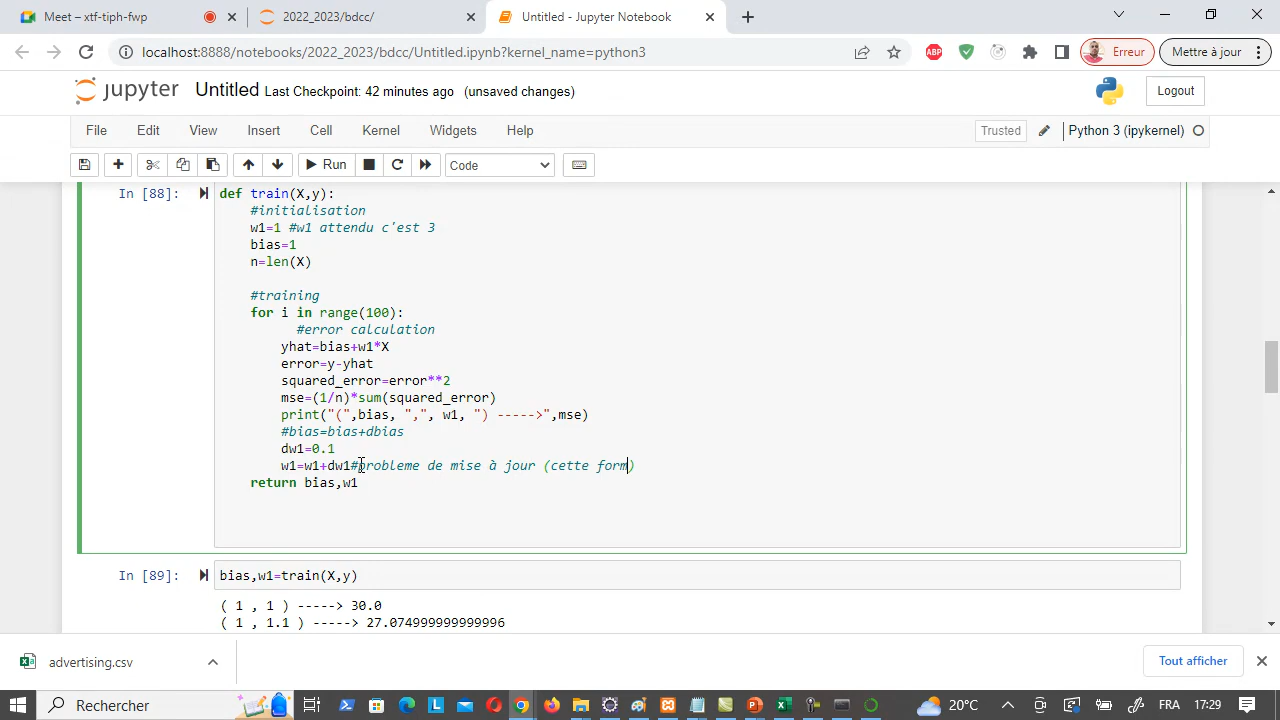 Meet – xtf-tiph-fwp
2022_2023/bdcc/
Untitled - Jupyter Notebook
localhost:8888/notebooks/2022_2023/bdcc/Untitled.ipynb?kernel_name=python3
ABP
Erreur
Mettre à jour
jupyter
Untitled Last Checkpoint: 42 minutes ago (unsaved changes)
Logout
File Edit View Insert Cell Kernel Widgets Help
Trusted
Python 3 (ipykernel)
Run
Code
In [88]:
def train(X,y):
#initialisation
w1=1 #w1 attendu c'est 3
bias=1
n=len(X)
#training
for i in range(100):
#error calculation
yhat=bias+w1*X
error=y-yhat
squared_error=error**2
mse=(1/n)*sum(squared_error)
print("(",bias, ",", w1, ") ----->",mse)
#bias=bias+dbias
dw1=0.1
w1=w1+dw1#probleme de mise à jour (cette form)
return bias,w1
In [89]:
bias,w1=train(X,y)
( 1 , 1 ) -----> 30.0
( 1 , 1.1 ) -----> 27.074999999999996
advertising.csv
Tout afficher
Rechercher
20°C
FRA
17:29